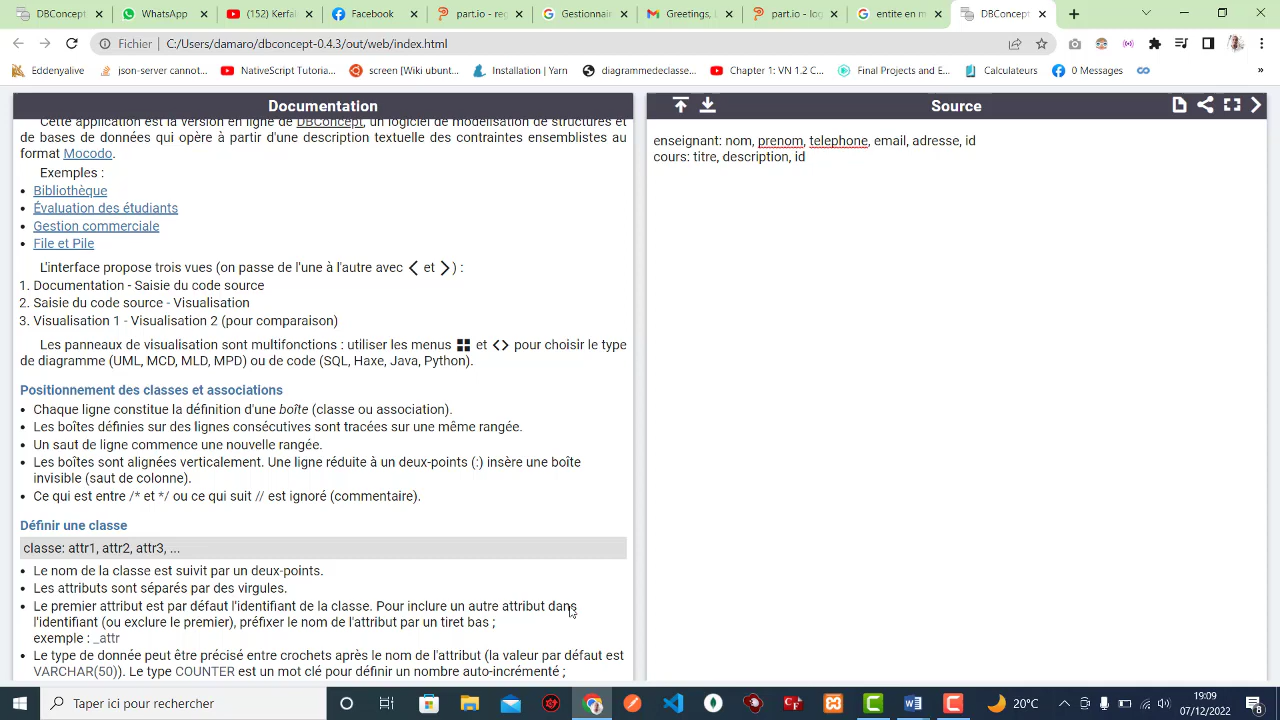 DBConcept
(152) Kerfai
Facebook
part.io - reg
Gestionnair
Greetings, L
part.io - log
entite en m
DBConcept
Fichier
C:/Users/damaro/dbconcept-0.4.3/out/web/index.html
Eddenyalive
json-server cannot...
NativeScript Tutoria...
screen [Wiki ubunt...
Installation | Yarn
diagrammedeclasse...
Chapter 1: VN 1.2 C...
Final Projects and E...
Calculateurs
0 Messages
»
Documentation
Cette application est la version en ligne de DBConcept, un logiciel de modélisation de structures et
de bases de données qui opère à partir d'une description textuelle des contraintes ensemblistes au
format Mocodo.
Exemples :
• Bibliothèque
• Évaluation des étudiants
• Gestion commerciale
• File et Pile
L'interface propose trois vues (on passe de l'une à l'autre avec < et >) :
1. Documentation - Saisie du code source
2. Saisie du code source - Visualisation
3. Visualisation 1 - Visualisation 2 (pour comparaison)
Les panneaux de visualisation sont multifonctions : utiliser les menus et <> pour choisir le type
de diagramme (UML, MCD, MLD, MPD) ou de code (SQL, Haxe, Java, Python).
Positionnement des classes et associations
• Chaque ligne constitue la définition d'une boîte (classe ou association).
• Les boîtes définies sur des lignes consécutives sont tracées sur une même rangée.
• Un saut de ligne commence une nouvelle rangée.
• Les boîtes sont alignées verticalement. Une ligne réduite à un deux-points (:) insère une boîte
invisible (saut de colonne).
• Ce qui est entre /* et */ ou ce qui suit // est ignoré (commentaire).
Définir une classe
classe: attr1, attr2, attr3, ...
• Le nom de la classe est suivit par un deux-points.
• Les attributs sont séparés par des virgules.
• Le premier attribut est par défaut l'identifiant de la classe. Pour inclure un autre attribut dans
l'identifiant (ou exclure le premier), préfixer le nom de l'attribut par un tiret bas ;
exemple : _attr
• Le type de donnée peut être précisé entre crochets après le nom de l'attribut (la valeur par défaut est
VARCHAR(50)). Le type COUNTER est un mot clé pour définir un nombre auto-incrémenté ;
Source
enseignant: nom, prenom, telephone, email, adresse, id
cours: titre, description, id
Taper ici pour rechercher
20°C
19:09
07/12/2022